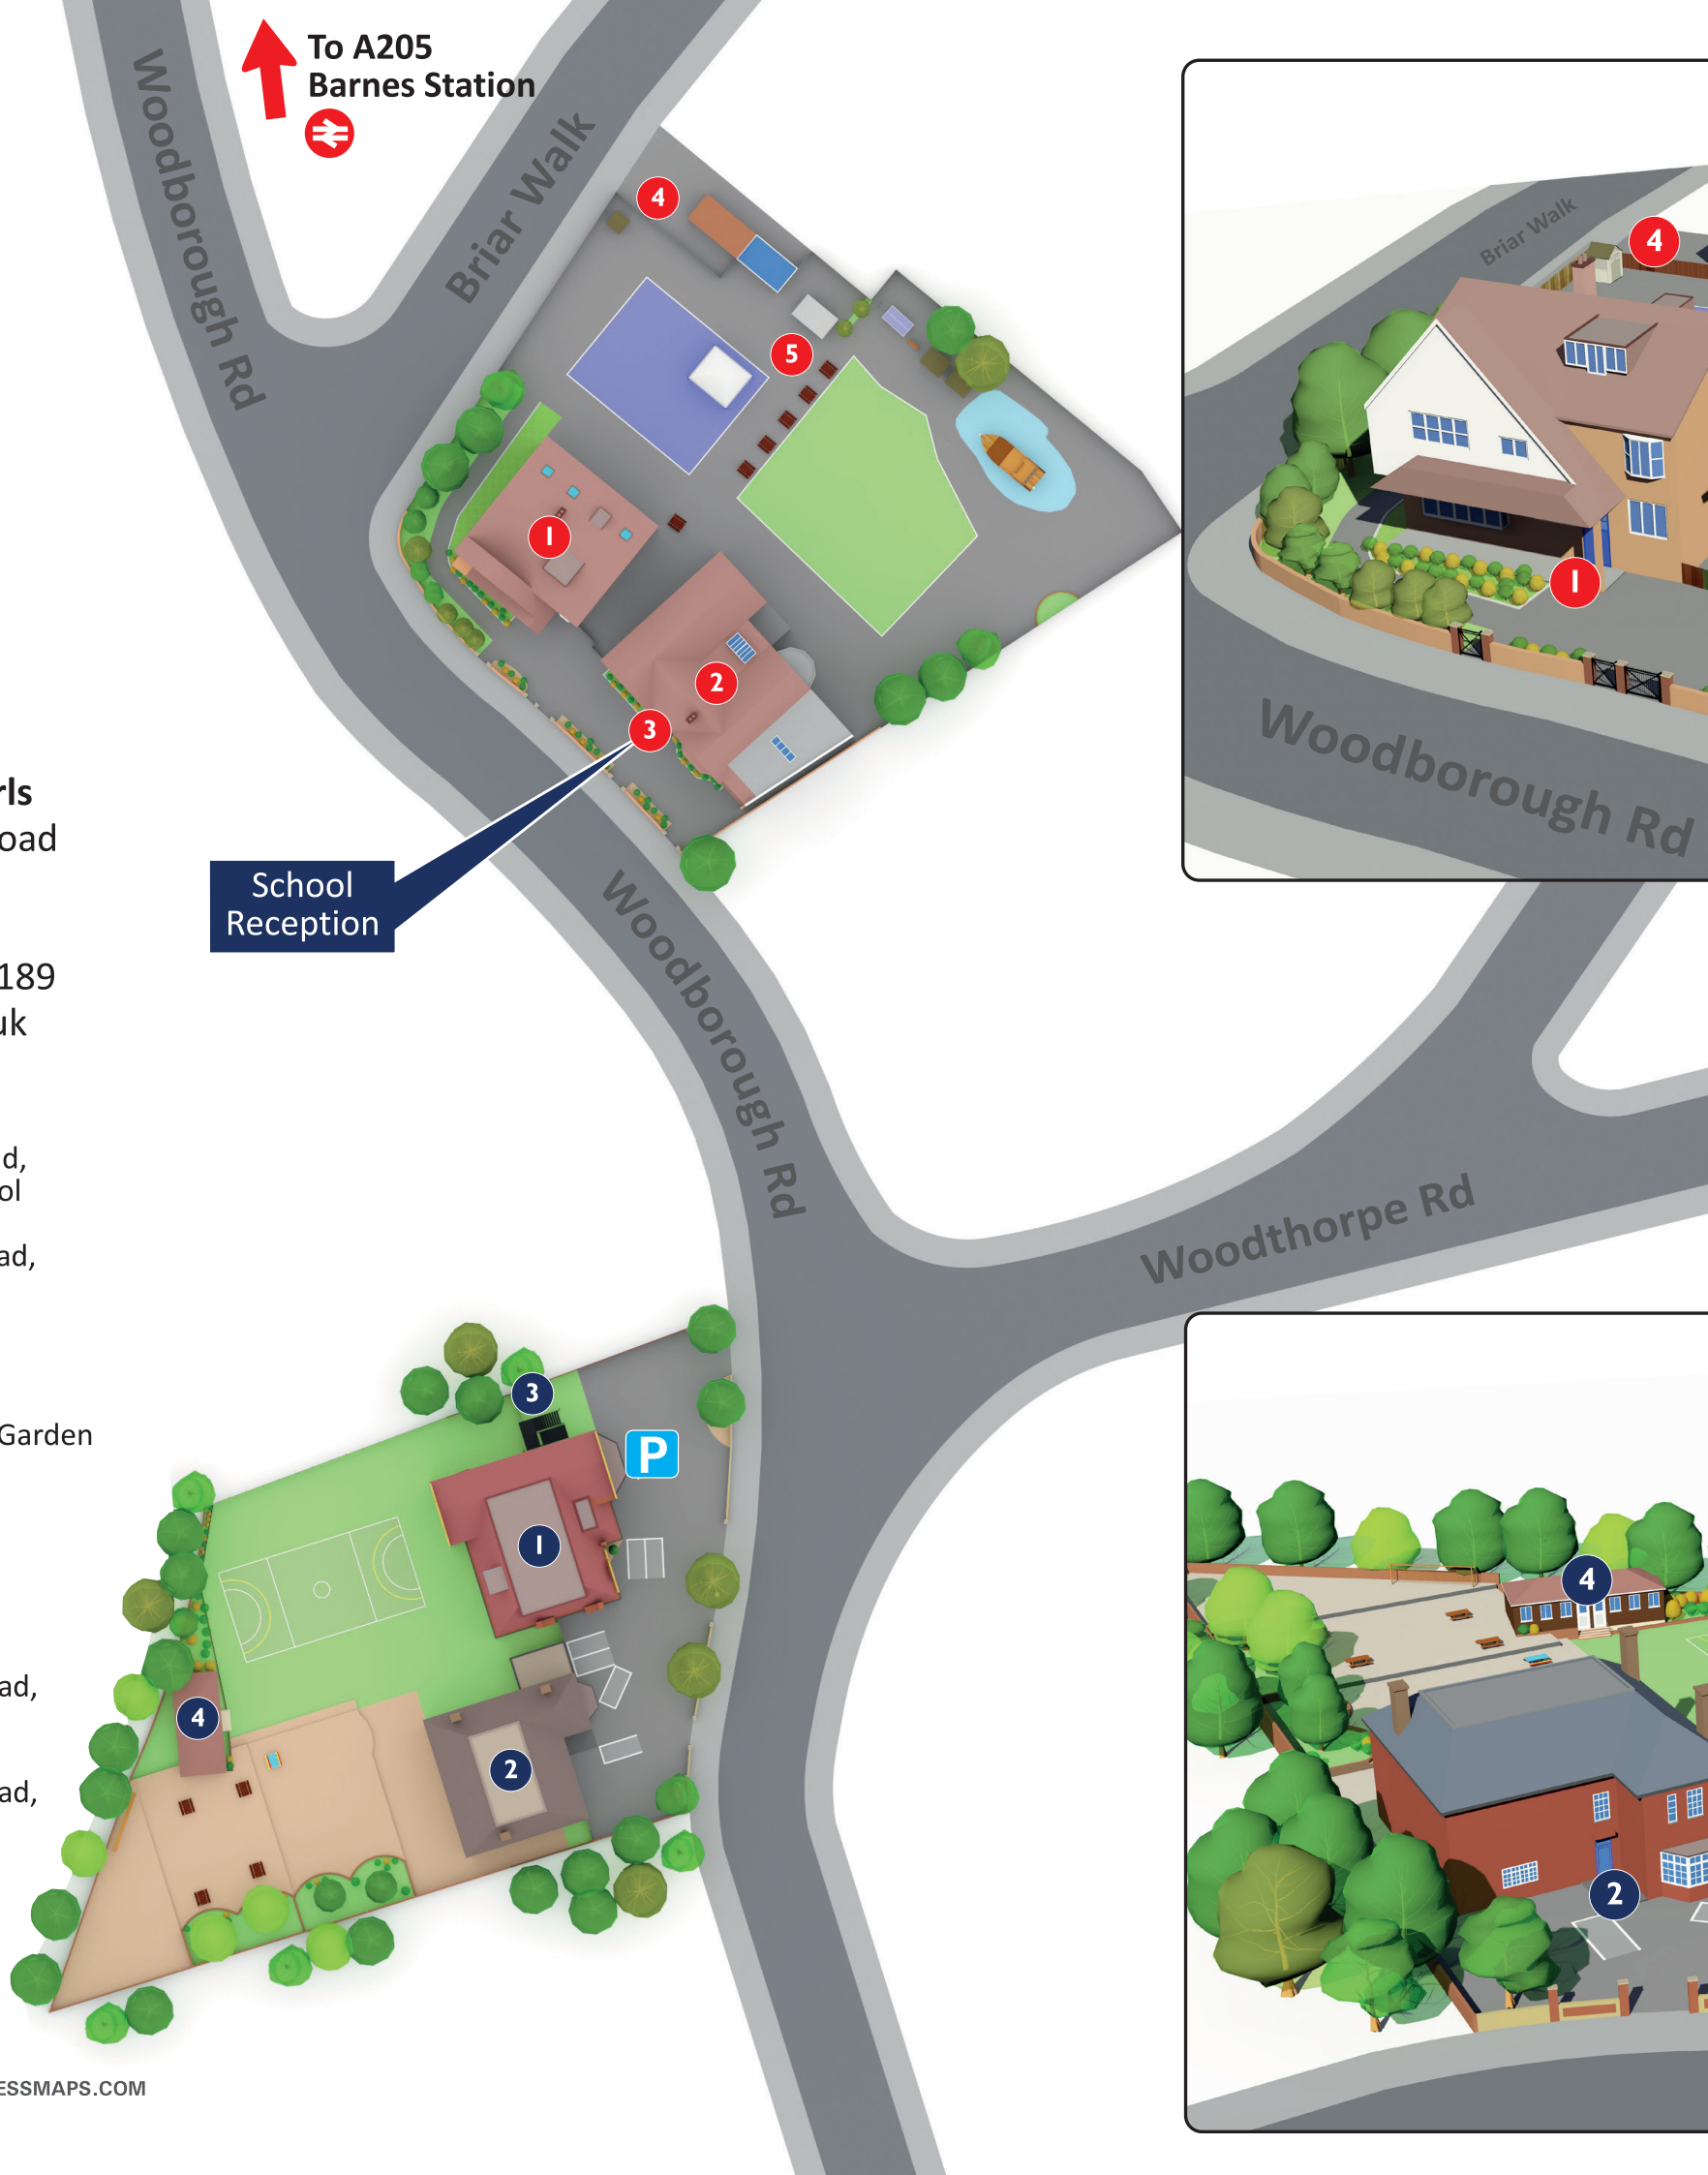 To A205
Barnes Station
Woodborough Rd
Briar Walk
4
5
1
2
3
School
Reception
rls
oad
189
uk
d,
ol
ad,
Garden
ad,
ad,
ESSMAPS.COM
Woodborough Rd
Woodthorpe Rd
3
P
1
4
2
Briar Walk
4
1
Woodborough Rd
4
2